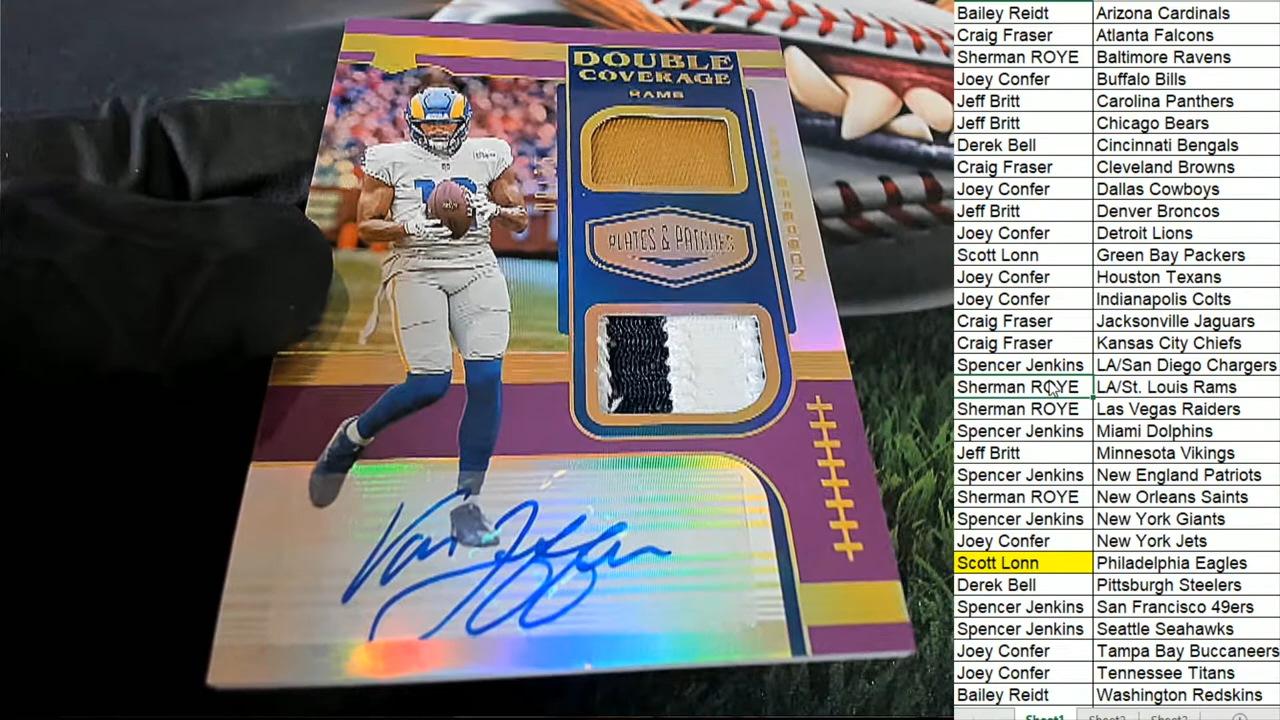 DOUBLE
COVERAGE
RAMS
PLATES & PATCHES
VAN JEFFERSON
Bailey Reidt Arizona Cardinals
Craig Fraser Atlanta Falcons
Sherman ROYE Baltimore Ravens
Joey Confer Buffalo Bills
Jeff Britt Carolina Panthers
Jeff Britt Chicago Bears
Derek Bell Cincinnati Bengals
Craig Fraser Cleveland Browns
Joey Confer Dallas Cowboys
Jeff Britt Denver Broncos
Joey Confer Detroit Lions
Scott Lonn Green Bay Packers
Joey Confer Houston Texans
Joey Confer Indianapolis Colts
Craig Fraser Jacksonville Jaguars
Craig Fraser Kansas City Chiefs
Spencer Jenkins LA/San Diego Chargers
Sherman ROYE LA/St. Louis Rams
Sherman ROYE Las Vegas Raiders
Spencer Jenkins Miami Dolphins
Jeff Britt Minnesota Vikings
Spencer Jenkins New England Patriots
Sherman ROYE New Orleans Saints
Spencer Jenkins New York Giants
Joey Confer New York Jets
Scott Lonn Philadelphia Eagles
Derek Bell Pittsburgh Steelers
Spencer Jenkins San Francisco 49ers
Spencer Jenkins Seattle Seahawks
Joey Confer Tampa Bay Buccaneers
Joey Confer Tennessee Titans
Bailey Reidt Washington Redskins
Sheet1 Sheet2 Sheet3